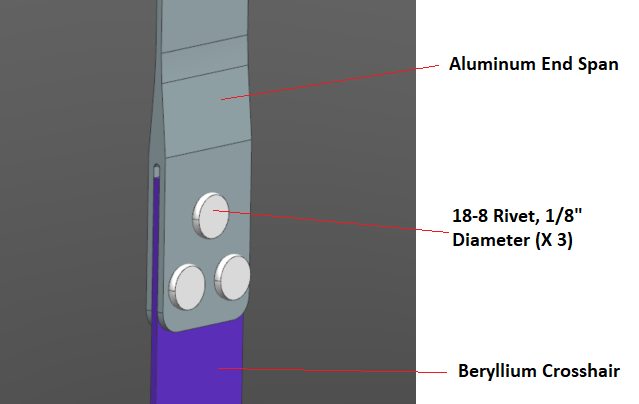 Aluminum End Span
18-8 Rivet, 1/8"
Diameter (X 3)
Beryllium Crosshair